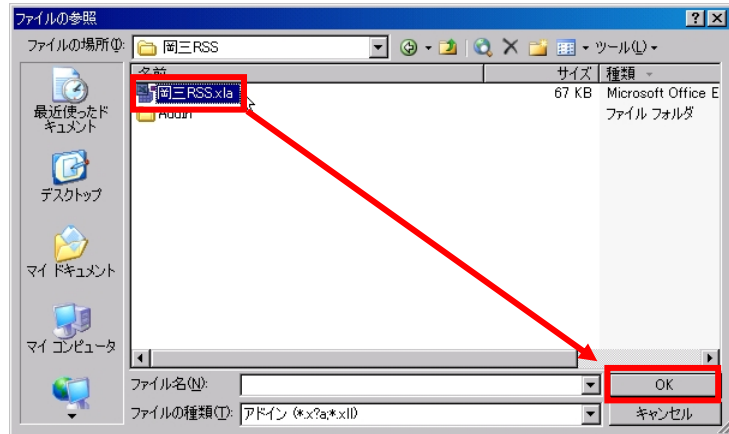 ファイルの参照
ファイルの場所(I):
岡三RSS
ツール(L)
名前
サイズ
種類
岡三RSS.xla
67 KB
Microsoft Office E
Addin
ファイル フォルダ
最近使ったド
キュメント
デスクトップ
マイ ドキュメント
マイ コンピュータ
ファイル名(N):
OK
ファイルの種類(T):
アドイン (*.x?a;*.xll)
キャンセル